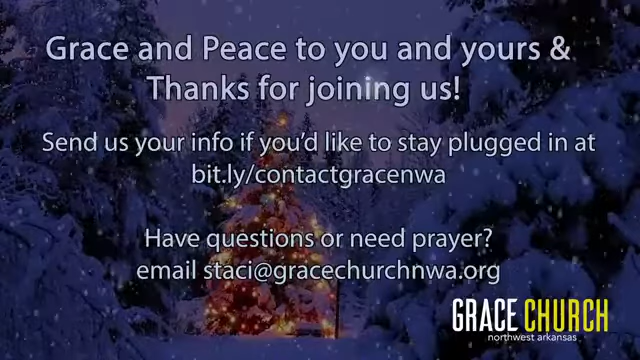 Grace and Peace to you and yours &
Thanks for joining us!
Send us your info if you'd like to stay plugged in at
bit.ly/contactgracenwa
Have questions or need prayer?
email staci@gracechurchnwa.org
GRACE CHURCH
northwest arkansas